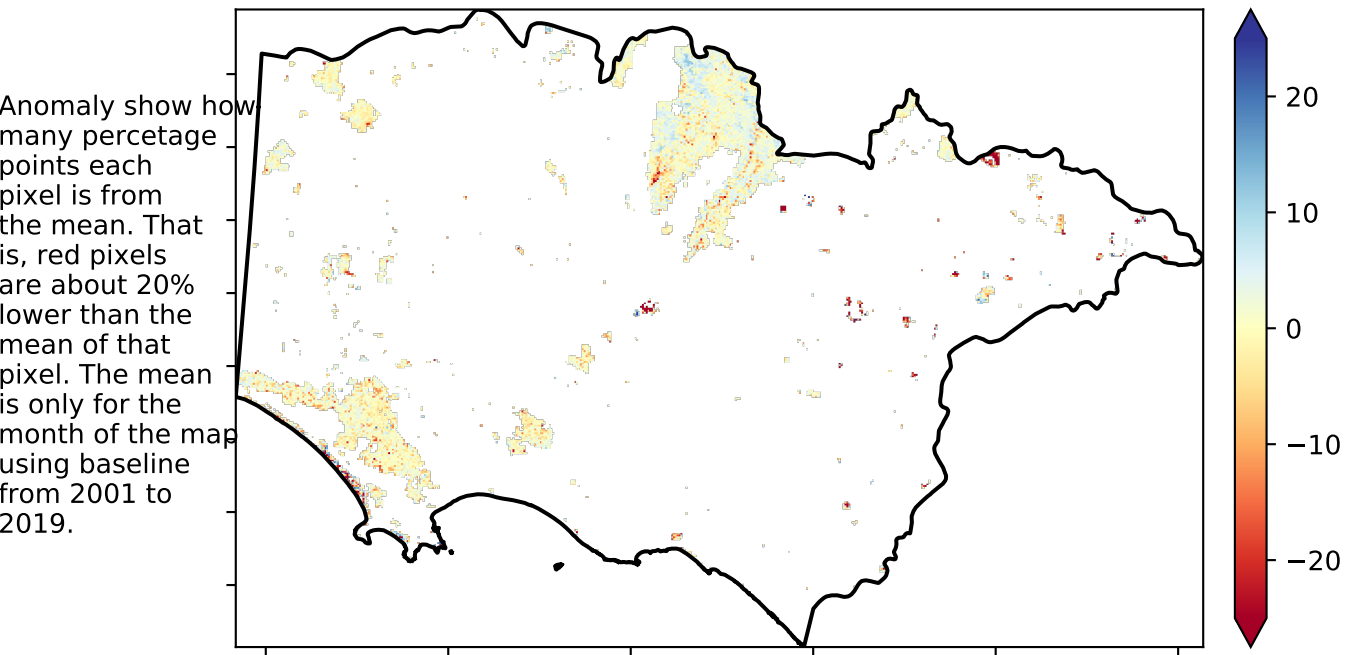 Anomaly show how
many percetage
points each
pixel is from
the mean. That
is, red pixels
are about 20%
lower than the
mean of that
pixel. The mean
is only for the
month of the map
using baseline
from 2001 to
2019.
20
10
0
−10
−20